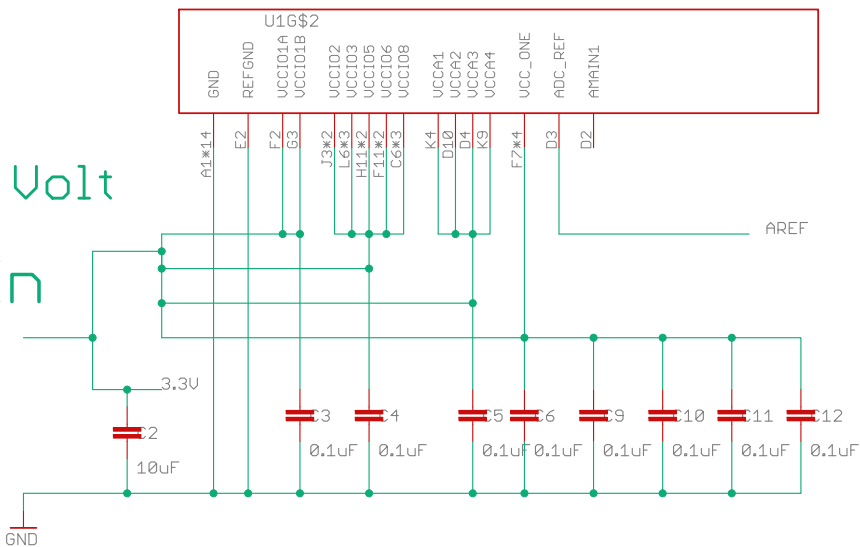 U1G$2
GND
REFGND
VCCIO1A
VCCIO1B
VCCIO2
VCCIO3
VCCIO5
VCCIO6
VCCIO8
VCCA1
VCCA2
VCCA3
VCCA4
VCC_ONE
ADC_REF
AMAIN1
A1*14
E2
F2
G3
J3*2
L6*3
H11*2
F11*2
C6*3
K4
D10
D4
K9
F7*4
D3
D2
Volt
AREF
n
3.3V
C2
10uF
C3
0.1uF
C4
0.1uF
C5
0.1uF
C6
0.1uF
C9
0.1uF
C10
0.1uF
C11
0.1uF
C12
0.1uF
GND